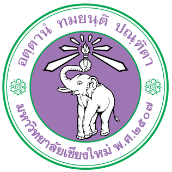 อตฺตานํ ทมยนฺติ ปณฺฑิตา
มหาวิทยาลัยเชียงใหม่ พ.ศ.๒๕๐๗